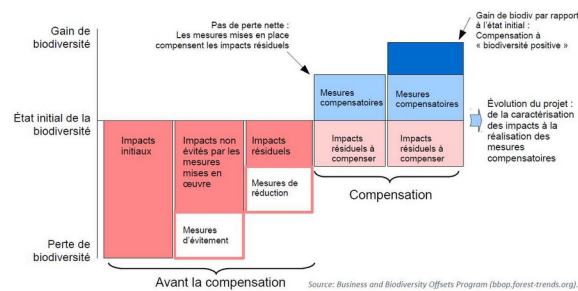 Gain de
biodiversité
État initial de la
biodiversité
Perte de
biodiversité
Pas de perte nette :
Les mesures mises en place
compensent les impacts résiduels
Gain de biodiv par rapport
à l'état initial :
Compensation à
« biodiversité positive »
Impacts
initiaux
Impacts non
évités par les
mesures
mises en
œuvre
Mesures
d'évitement
Impacts
résiduels
Mesures de
réduction
Mesures
compensatoires
Impacts
résiduels à
compenser
Mesures
compensatoires
Impacts
résiduels à
compenser
Évolution du projet :
de la caractérisation
des impacts à la
réalisation des
mesures
compensatoires
Compensation
Avant la compensation
Source: Business and Biodiversity Offsets Program (bbop.forest-trends.org).